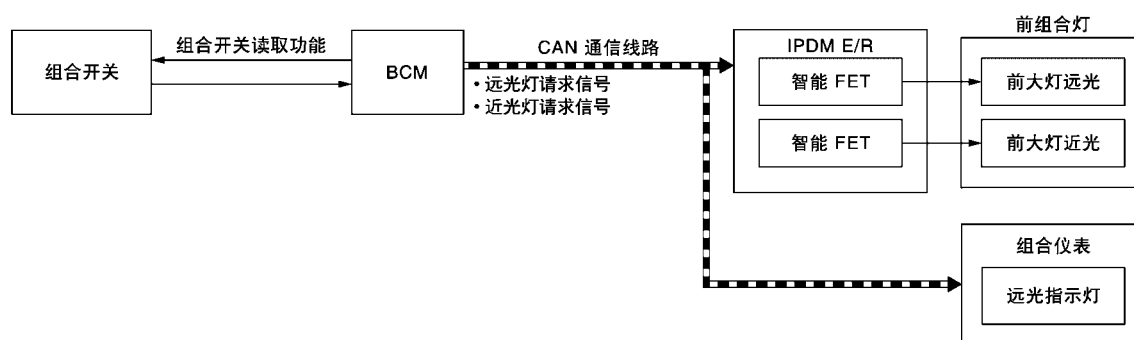 组合开关
组合开关读取功能
BCM
CAN 通信线路
• 远光灯请求信号
• 近光灯请求信号
IPDM E/R
智能 FET
智能 FET
前组合灯
前大灯远光
前大灯近光
组合仪表
远光指示灯